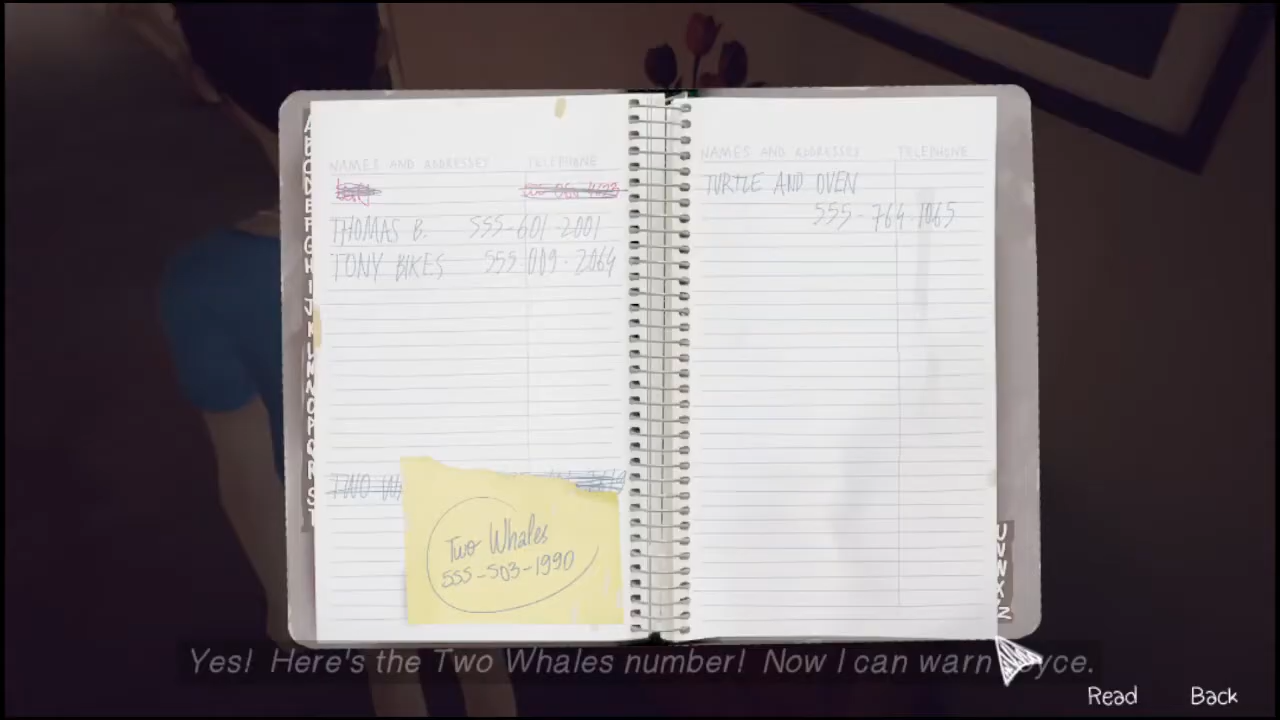 NAMES AND ADDRESSES TELEPHONE
THOMAS B. 555-601-2001
TONY BIKES 555 009-2064
TWO
Two Whales
555-503-1990
NAMES AND ADDRESSES TELEPHONE
TURTLE AND OVEN
555-764-1065
Yes! Here's the Two Whales number! Now I can warn
Read Back